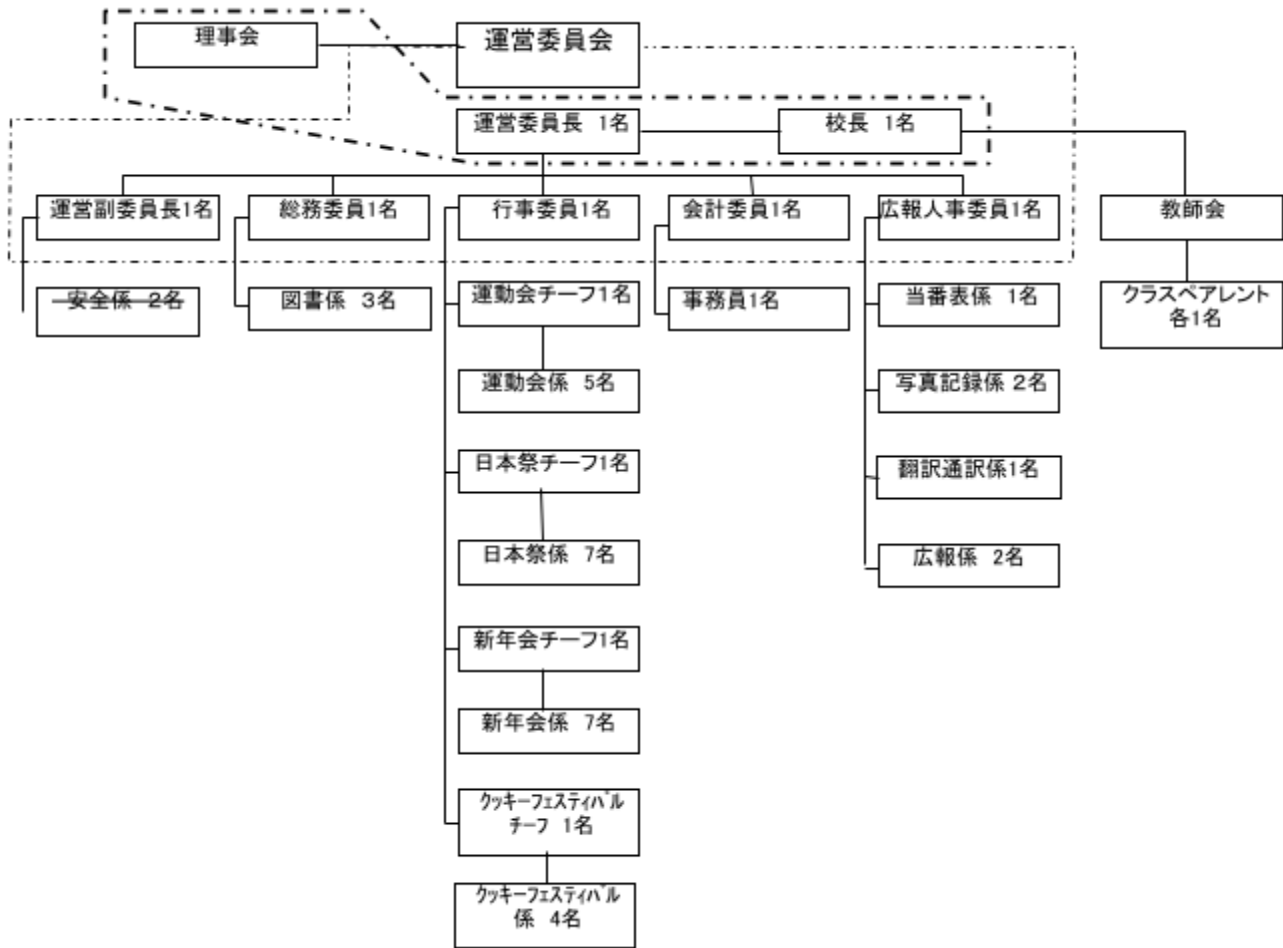 理事会
運営委員会
運営委員長 1名
校長 1名
運営副委員長1名
総務委員1名
行事委員1名
会計委員1名
広報人事委員1名
教師会
安全係 2名
図書係 3名
運動会チーフ1名
事務員1名
当番表係 1名
クラスペアレント
各1名
運動会係 5名
写真記録係 2名
日本祭チーフ1名
翻訳通訳係1名
日本祭係 7名
広報係 2名
新年会チーフ1名
新年会係 7名
クッキーフェスティバル
チーフ 1名
クッキーフェスティバル
係 4名